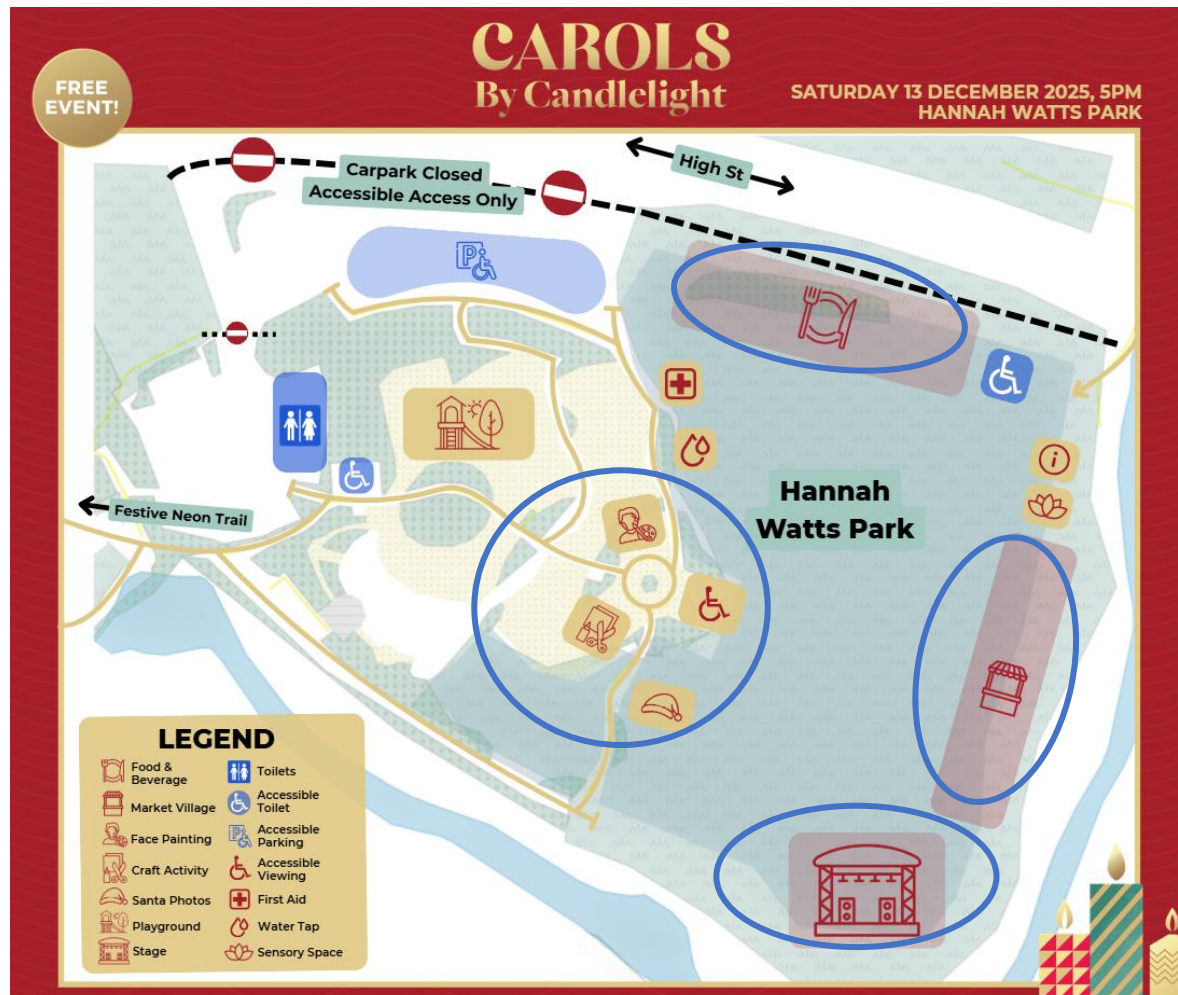 CAROLS
By Candlelight
FREE
EVENT!
SATURDAY 13 DECEMBER 2025, 5PM
HANNAH WATTS PARK
Carpark Closed
Accessible Access Only
High St
P
i
Hannah
Watts Park
Festive Neon Trail
LEGEND
Food &
Beverage
Market Village
Face Painting
Craft Activity
Santa Photos
Playground
Stage
Toilets
Accessible
Toilet
P
Accessible
Parking
Accessible
Viewing
First Aid
Water Tap
Sensory Space